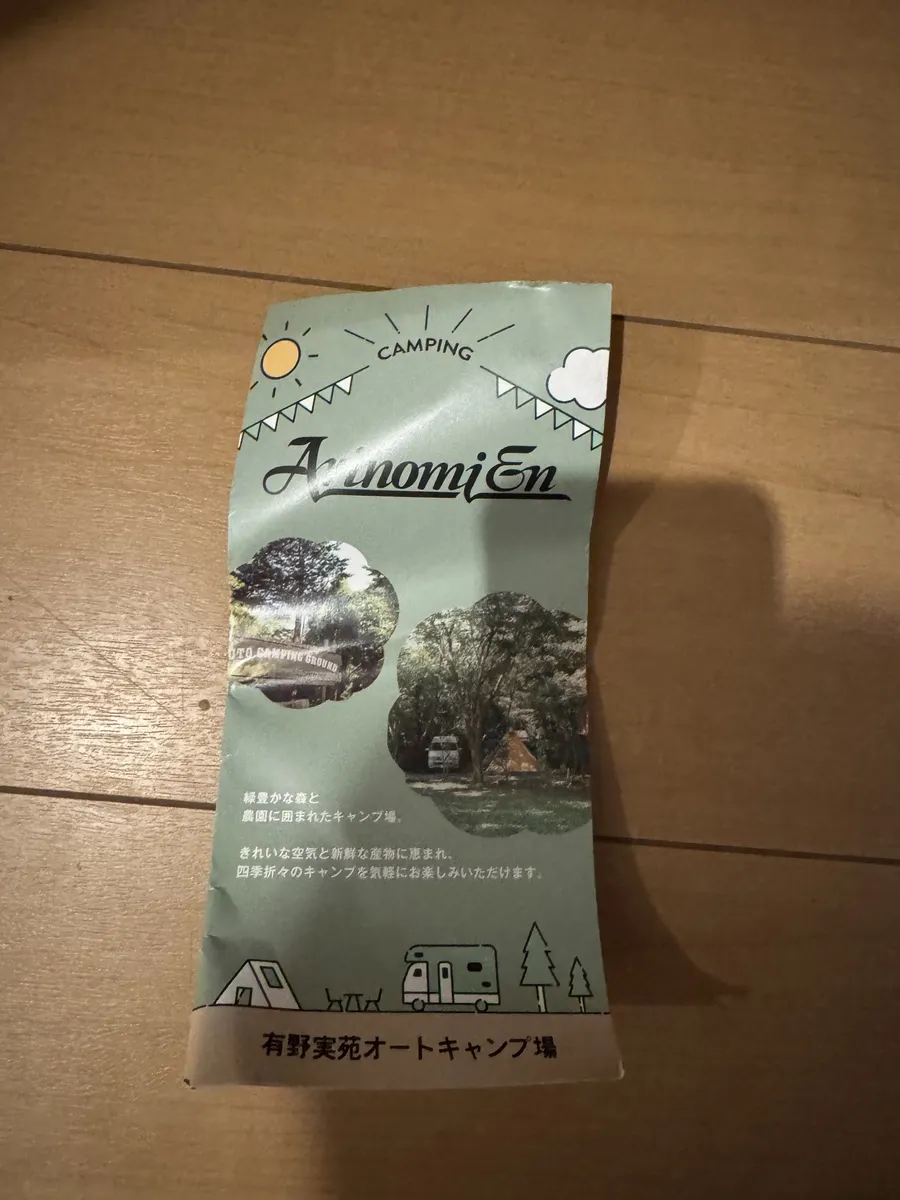 CAMPING
Arinomi En
AUTO CAMPING GROUND
緑豊かな森と
農園に囲まれたキャンプ場。
きれいな空気と新鮮な産物に恵まれ、
四季折々のキャンプを気軽にお楽しみいただけます。
有野実苑オートキャンプ場